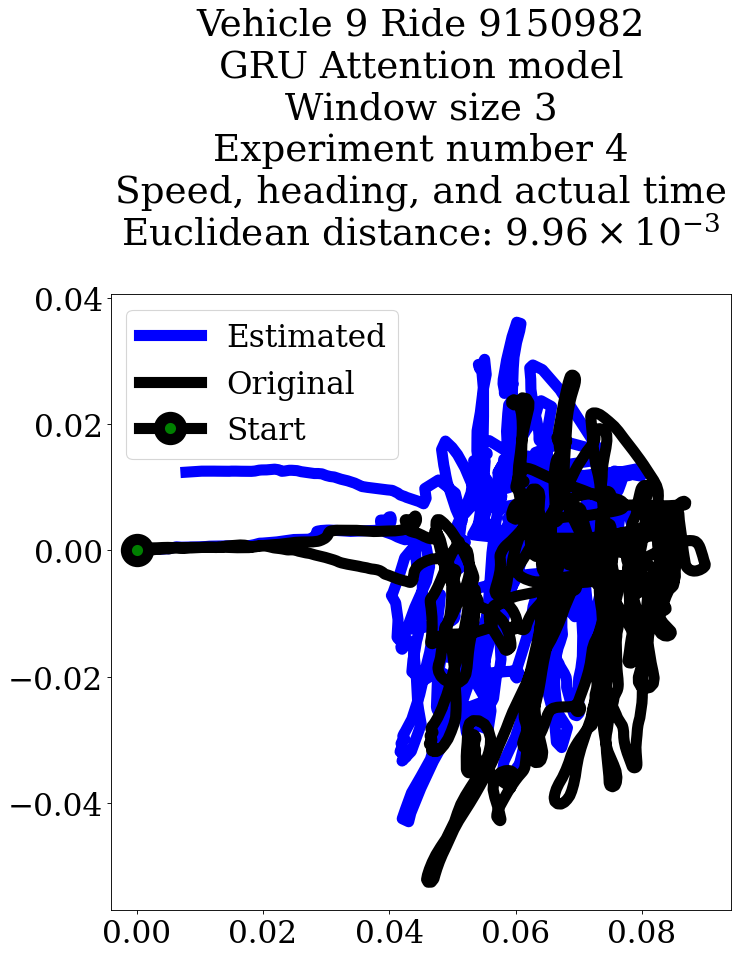 Vehicle 9 Ride 9150982
GRU Attention model
Window size 3
Experiment number 4
Speed, heading, and actual time
Euclidean distance: 9.96 × 10⁻³
0.04
Estimated
Original
Start
0.02
0.00
−0.02
−0.04
0.00 0.02 0.04 0.06 0.08